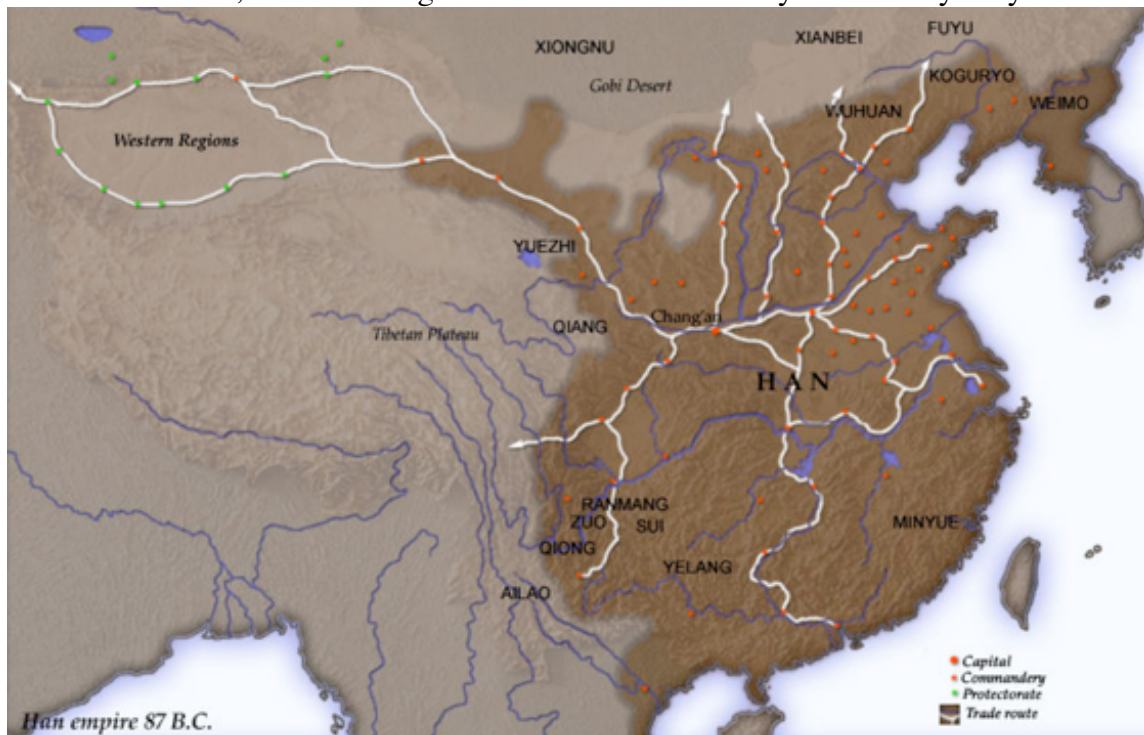 XIONGNU
XIANBEI
FUYU
Gobi Desert
KOGURYO
WUHUAN
WEIMO
Western Regions
YUEZHI
QIANG
Chang'an
Tibetan Plateau
HAN
RANMANG
ZUO
SUI
MINYUE
QIONG
YELANG
AILAO
Capital
Commandery
Protectorate
Trade route
Han empire 87 B.C.